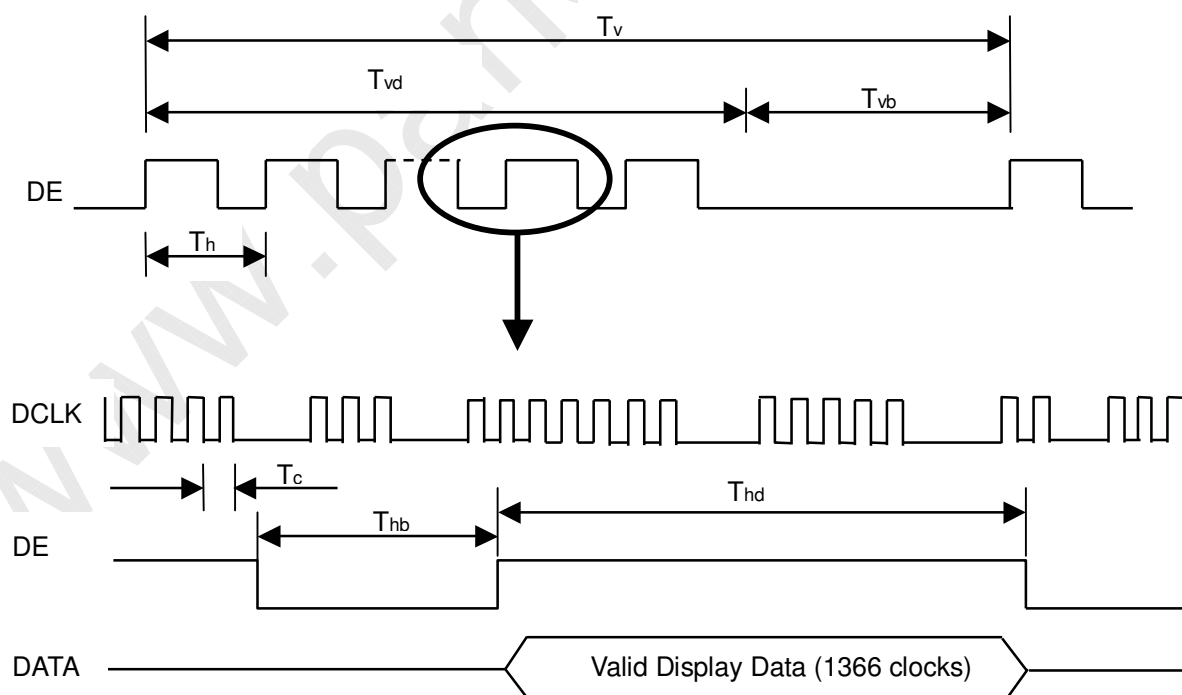 Tv
Tvd
Tvb
DE
Th
DCLK
Tc
Thd
Thb
DE
DATA
Valid Display Data (1366 clocks)